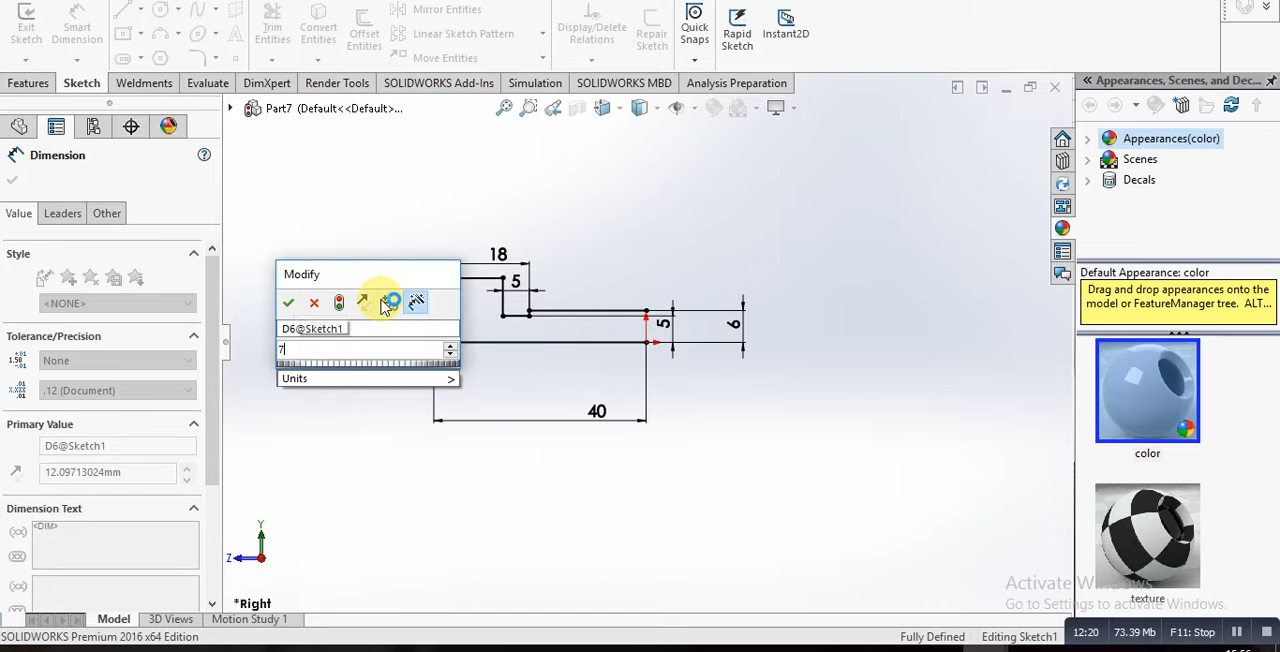 Exit Sketch
Smart Dimension
Trim Entities
Convert Entities
Offset Entities
Mirror Entities
Linear Sketch Pattern
Move Entities
Display/Delete Relations
Repair Sketch
Quick Snaps
Rapid Sketch
Instant2D
Features Sketch Weldments Evaluate DimXpert Render Tools SOLIDWORKS Add-Ins Simulation SOLIDWORKS MBD Analysis Preparation
Appearances, Scenes, and Dec...
Part7 (Default<<Default>...
Dimension
Value Leaders Other
Style
<NONE>
Tolerance/Precision
1.50
None
.12 (Document)
Primary Value
D6@Sketch1
12.09713024mm
Dimension Text
<DIM>
Modify
D6@Sketch1
7
Units >
18
5
5
6
40
Y
Z
*Right
Appearances(color)
Scenes
Decals
Default Appearance: color
Drag and drop appearances onto the model or FeatureManager tree. ALT...
color
texture
Activate Windows
Go to Settings to activate Windows.
Model 3D Views Motion Study 1
SOLIDWORKS Premium 2016 x64 Edition
Fully Defined Editing Sketch1
12:20 73.39 Mb F11: Stop